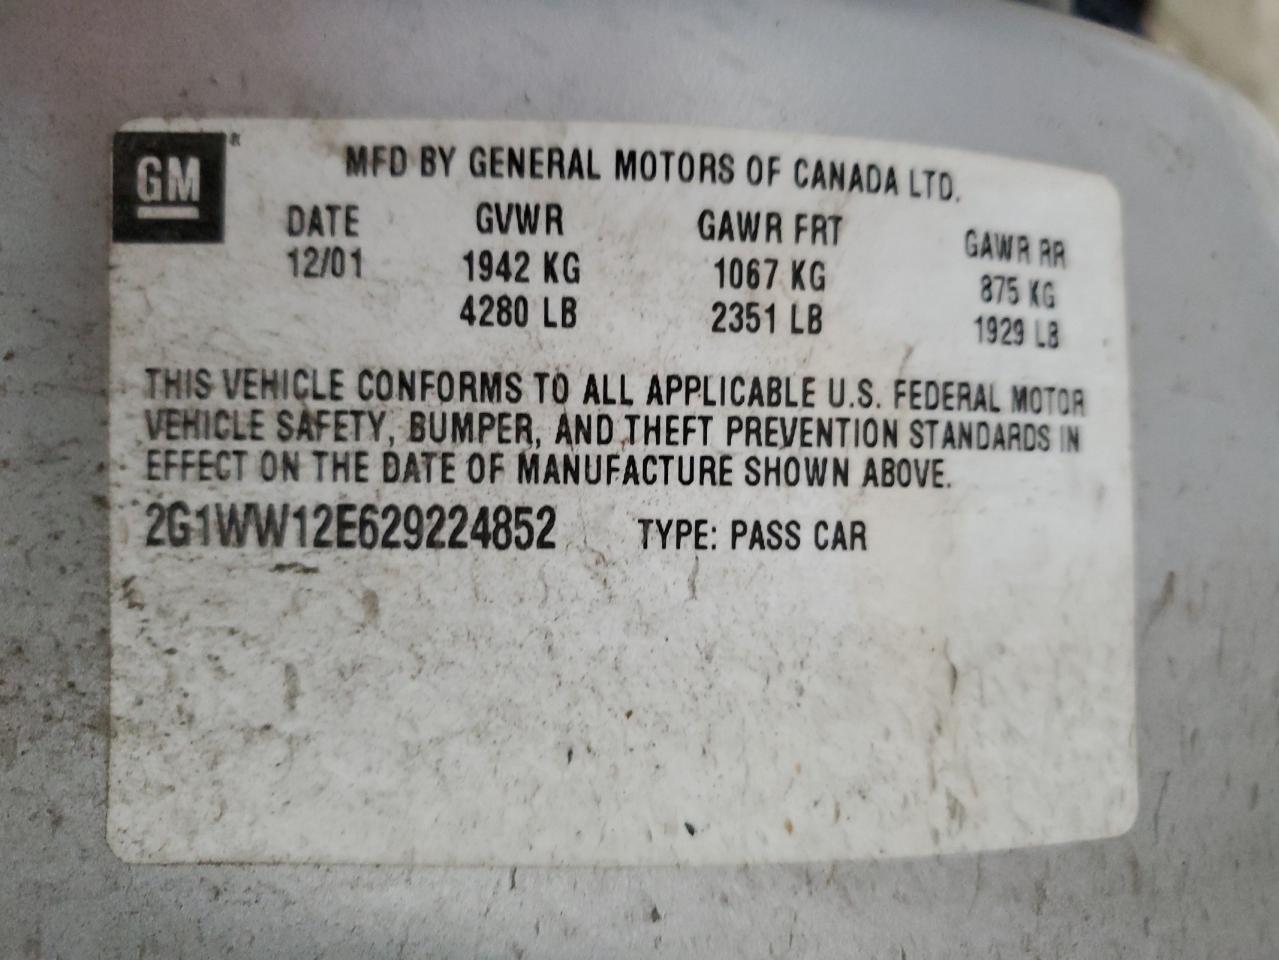 GM ®
MFD BY GENERAL MOTORS OF CANADA LTD.
DATE GVWR GAWR FRT GAWR RR
12/01 1942 KG 1067 KG 875 KG
4280 LB 2351 LB 1929 LB
THIS VEHICLE CONFORMS TO ALL APPLICABLE U.S. FEDERAL MOTOR
VEHICLE SAFETY, BUMPER, AND THEFT PREVENTION STANDARDS IN
EFFECT ON THE DATE OF MANUFACTURE SHOWN ABOVE.
2G1WW12E629224852 TYPE: PASS CAR